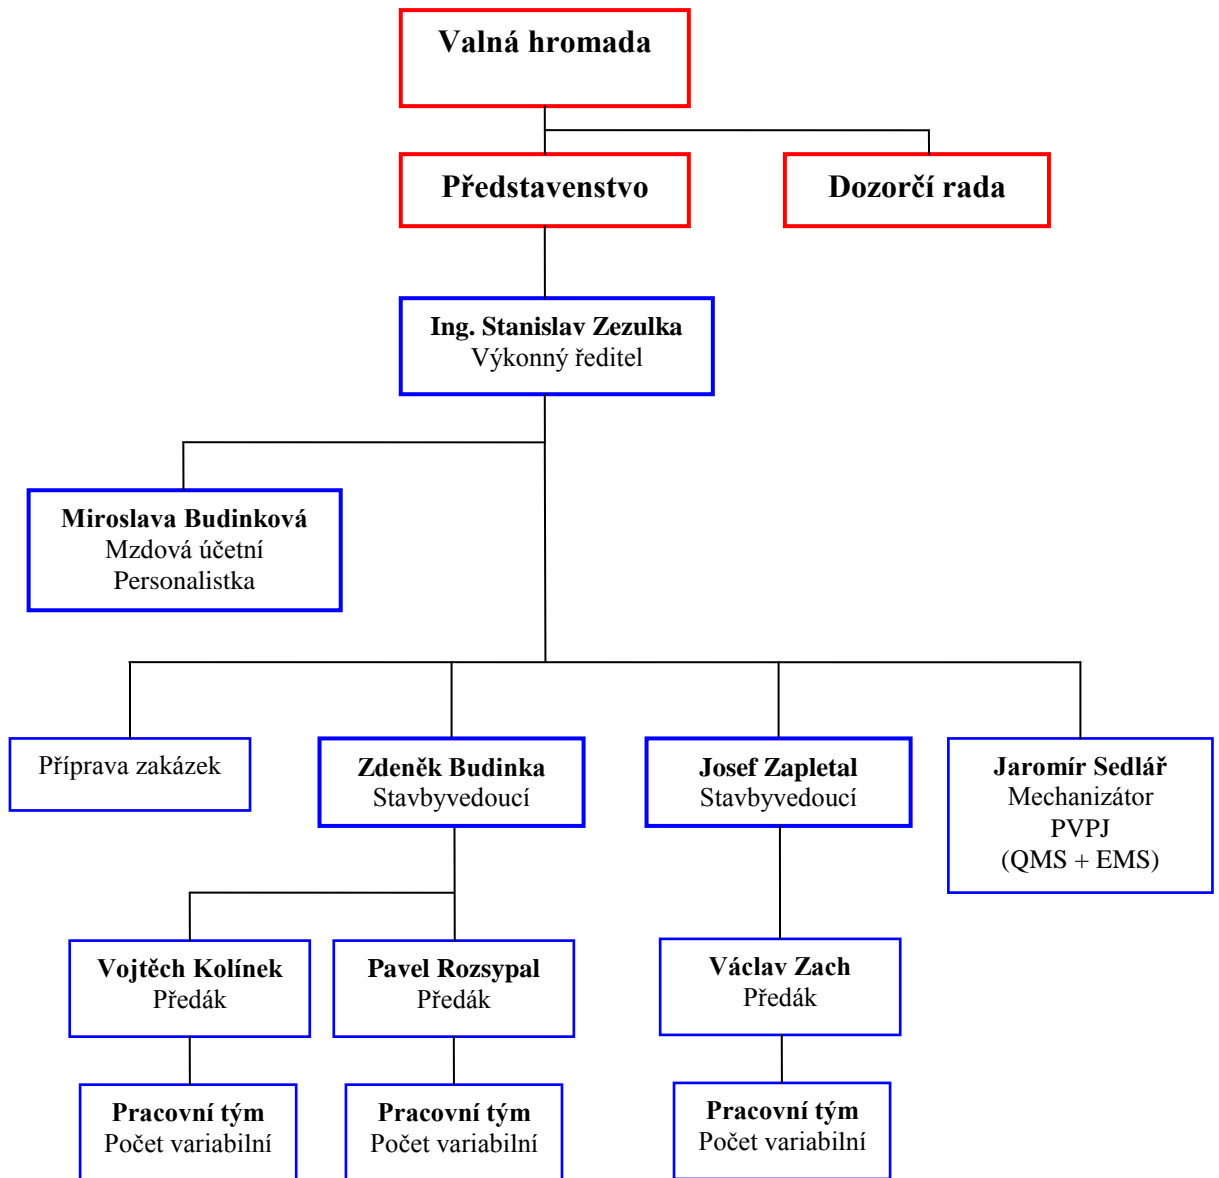 Valná hromada
Představenstvo
Dozorčí rada
Ing. Stanislav Zezulka
Výkonný ředitel
Miroslava Budinková
Mzdová účetní
Personalistka
Příprava zakázek
Zdeněk Budinka
Stavbyvedoucí
Josef Zapletal
Stavbyvedoucí
Jaromír Sedlář
Mechanizátor
PVPJ
(QMS + EMS)
Vojtěch Kolínek
Předák
Pavel Rozsypal
Předák
Václav Zach
Předák
Pracovní tým
Počet variabilní
Pracovní tým
Počet variabilní
Pracovní tým
Počet variabilní